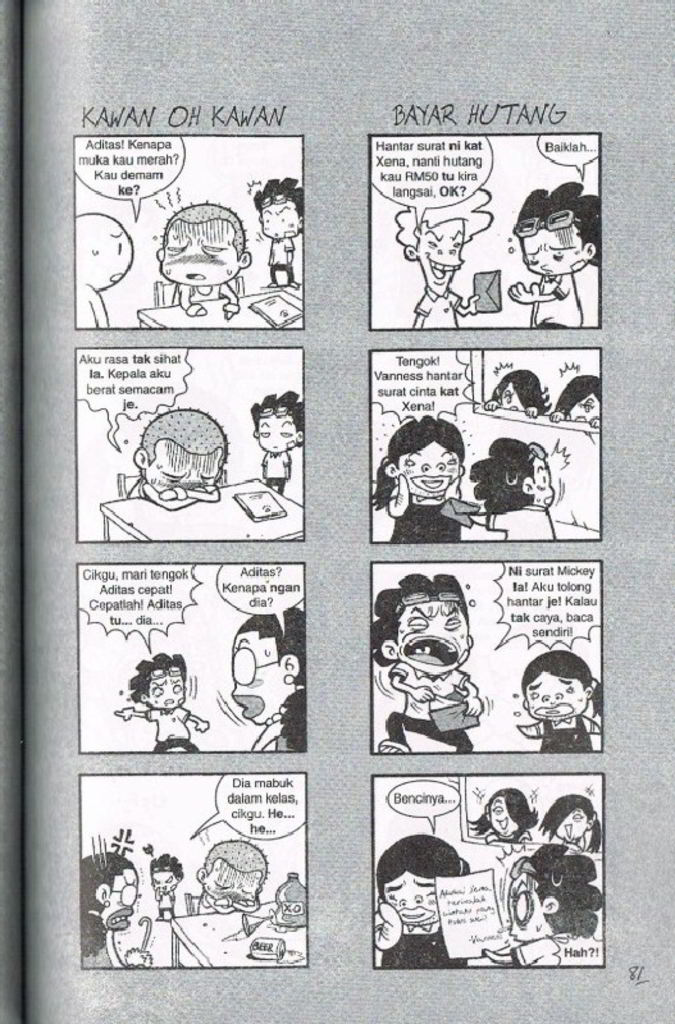 KAWAN OH KAWAN
Aditas! Kenapa
muka kau merah?
Kau demam
ke?
Aku rasa tak sihat
la. Kepala aku
berat semacam
je.
Cikgu, mari tengok
Aditas cepat!
Cepatlah! Aditas
tu... dia...
Aditas?
Kenapa ngan
dia?
Dia mabuk
dalam kelas,
cikgu. He...
he...
XO
BEER
BAYAR HUTANG
Hantar surat ni kat
Xena, nanti hutang
kau RM50 tu kira
langsai, OK?
Baiklah...
Tengok!
Vanness hantar
surat cinta kat
Xena!
Ni surat Mickey
la! Aku tolong
hantar je! Kalau
tak caya, baca
sendiri!
Bencinya...
Vanness
Hah?!
81